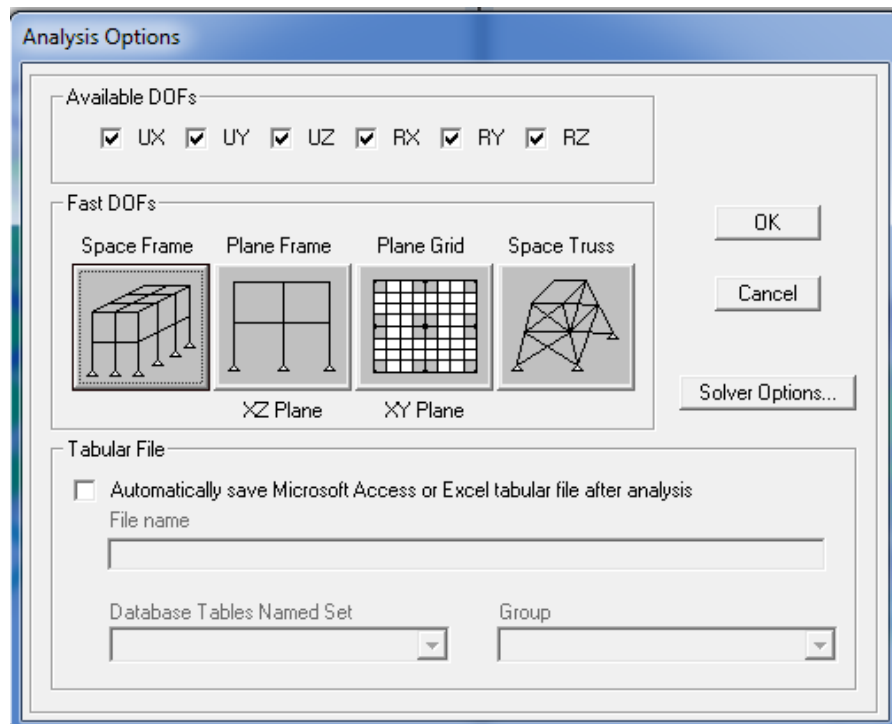 Analysis Options
Available DOFs
UX UY UZ RX RY RZ
Fast DOFs
Space Frame Plane Frame Plane Grid Space Truss
XZ Plane XY Plane
OK
Cancel
Solver Options...
Tabular File
Automatically save Microsoft Access or Excel tabular file after analysis
File name
Database Tables Named Set Group